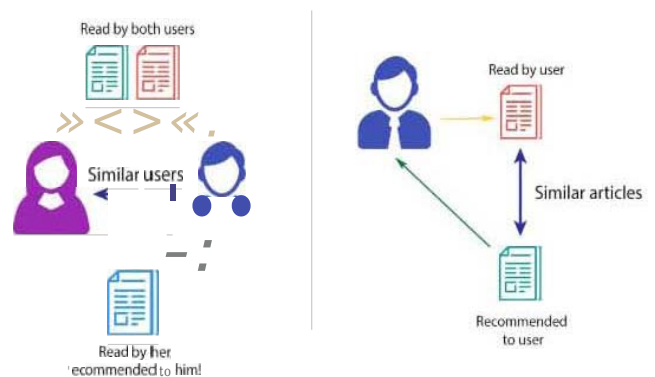 Read by both users
» < > « .
Similar users
– :
Read by her
ecommended to him!
Read by user
Similar articles
Recommended
to user